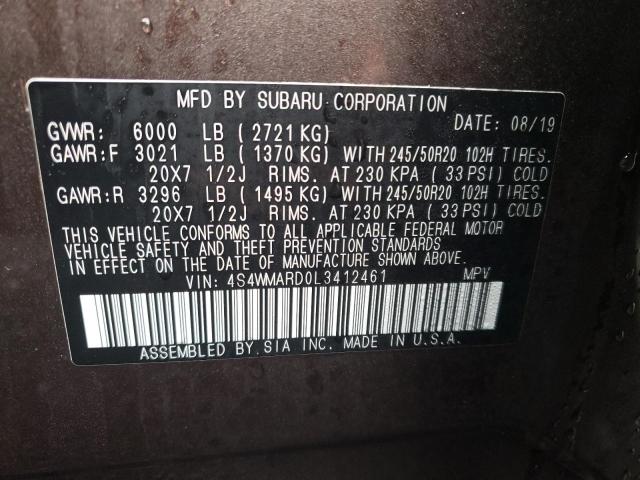 MFD BY SUBARU CORPORATION
GVWR: 6000 LB ( 2721 KG) DATE: 08/19
GAWR:F 3021 LB ( 1370 KG) WITH 245/50R20 102H TIRES.
20X7 1/2J RIMS. AT 230 KPA ( 33 PSI) COLD
GAWR:R 3296 LB ( 1495 KG) WITH 245/50R20 102H TIRES.
20X7 1/2J RIMS. AT 230 KPA ( 33 PSI) COLD
THIS VEHICLE CONFORMS TO ALL APPLICABLE FEDERAL MOTOR
VEHICLE SAFETY AND THEFT PREVENTION STANDARDS
IN EFFECT ON THE DATE OF MANUFACTURE SHOWN ABOVE.
VIN: 4S4WMARD0L3412461 MPV
ASSEMBLED BY SIA INC. MADE IN U.S.A.